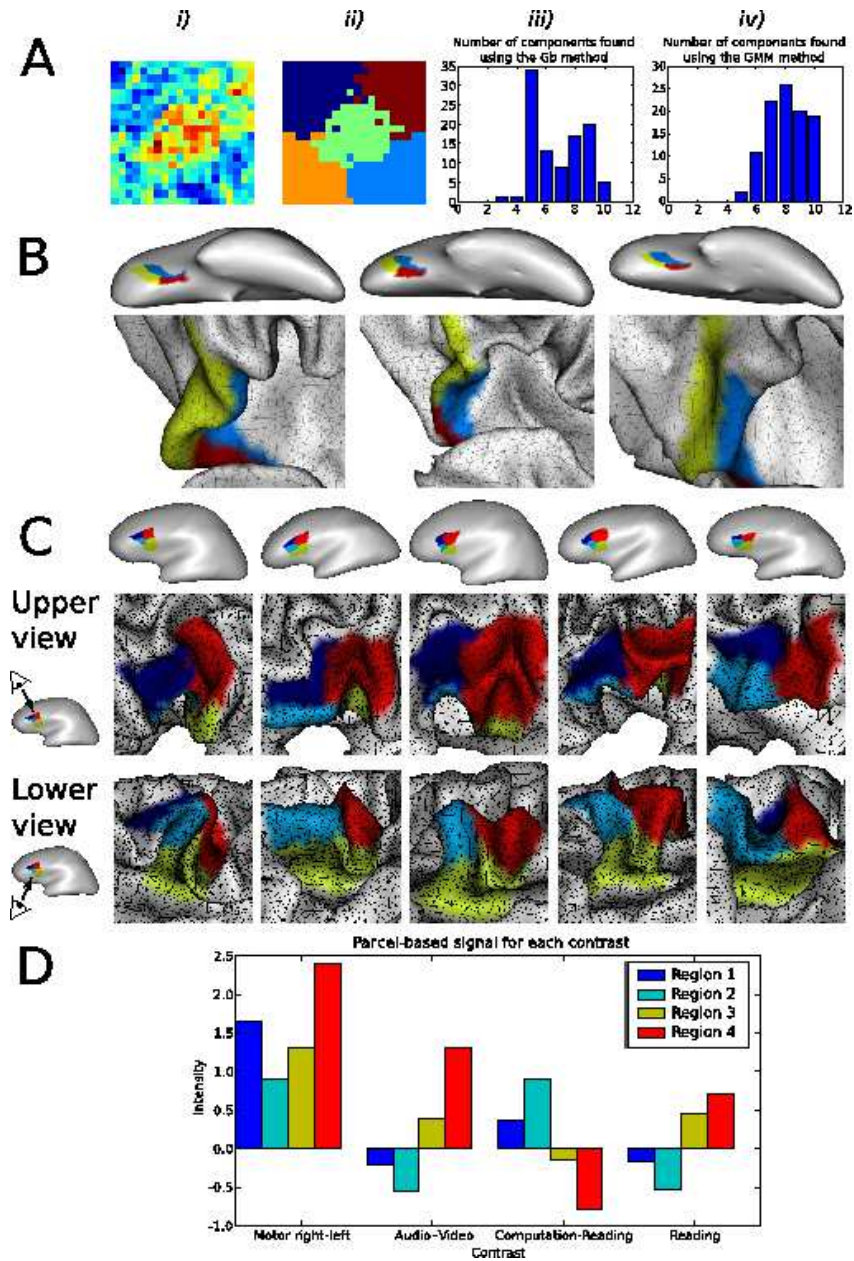 i) ii) iii) iv)
A
Number of components found
using the Gb method
35
30
25
20
15
10
5
0
0 2 4 6 8 10 12
Number of components found
using the GMM method
30
25
20
15
10
5
0
0 2 4 6 8 10 12
B
C
Upper
view
Lower
view
D
Parcel-based signal for each contrast
2.5
2.0
1.5
1.0
0.5
0.0
-0.5
-1.0
Intensity
Region 1
Region 2
Region 3
Region 4
Motor right-left Audio-Video Computation-Reading Reading
Contrast